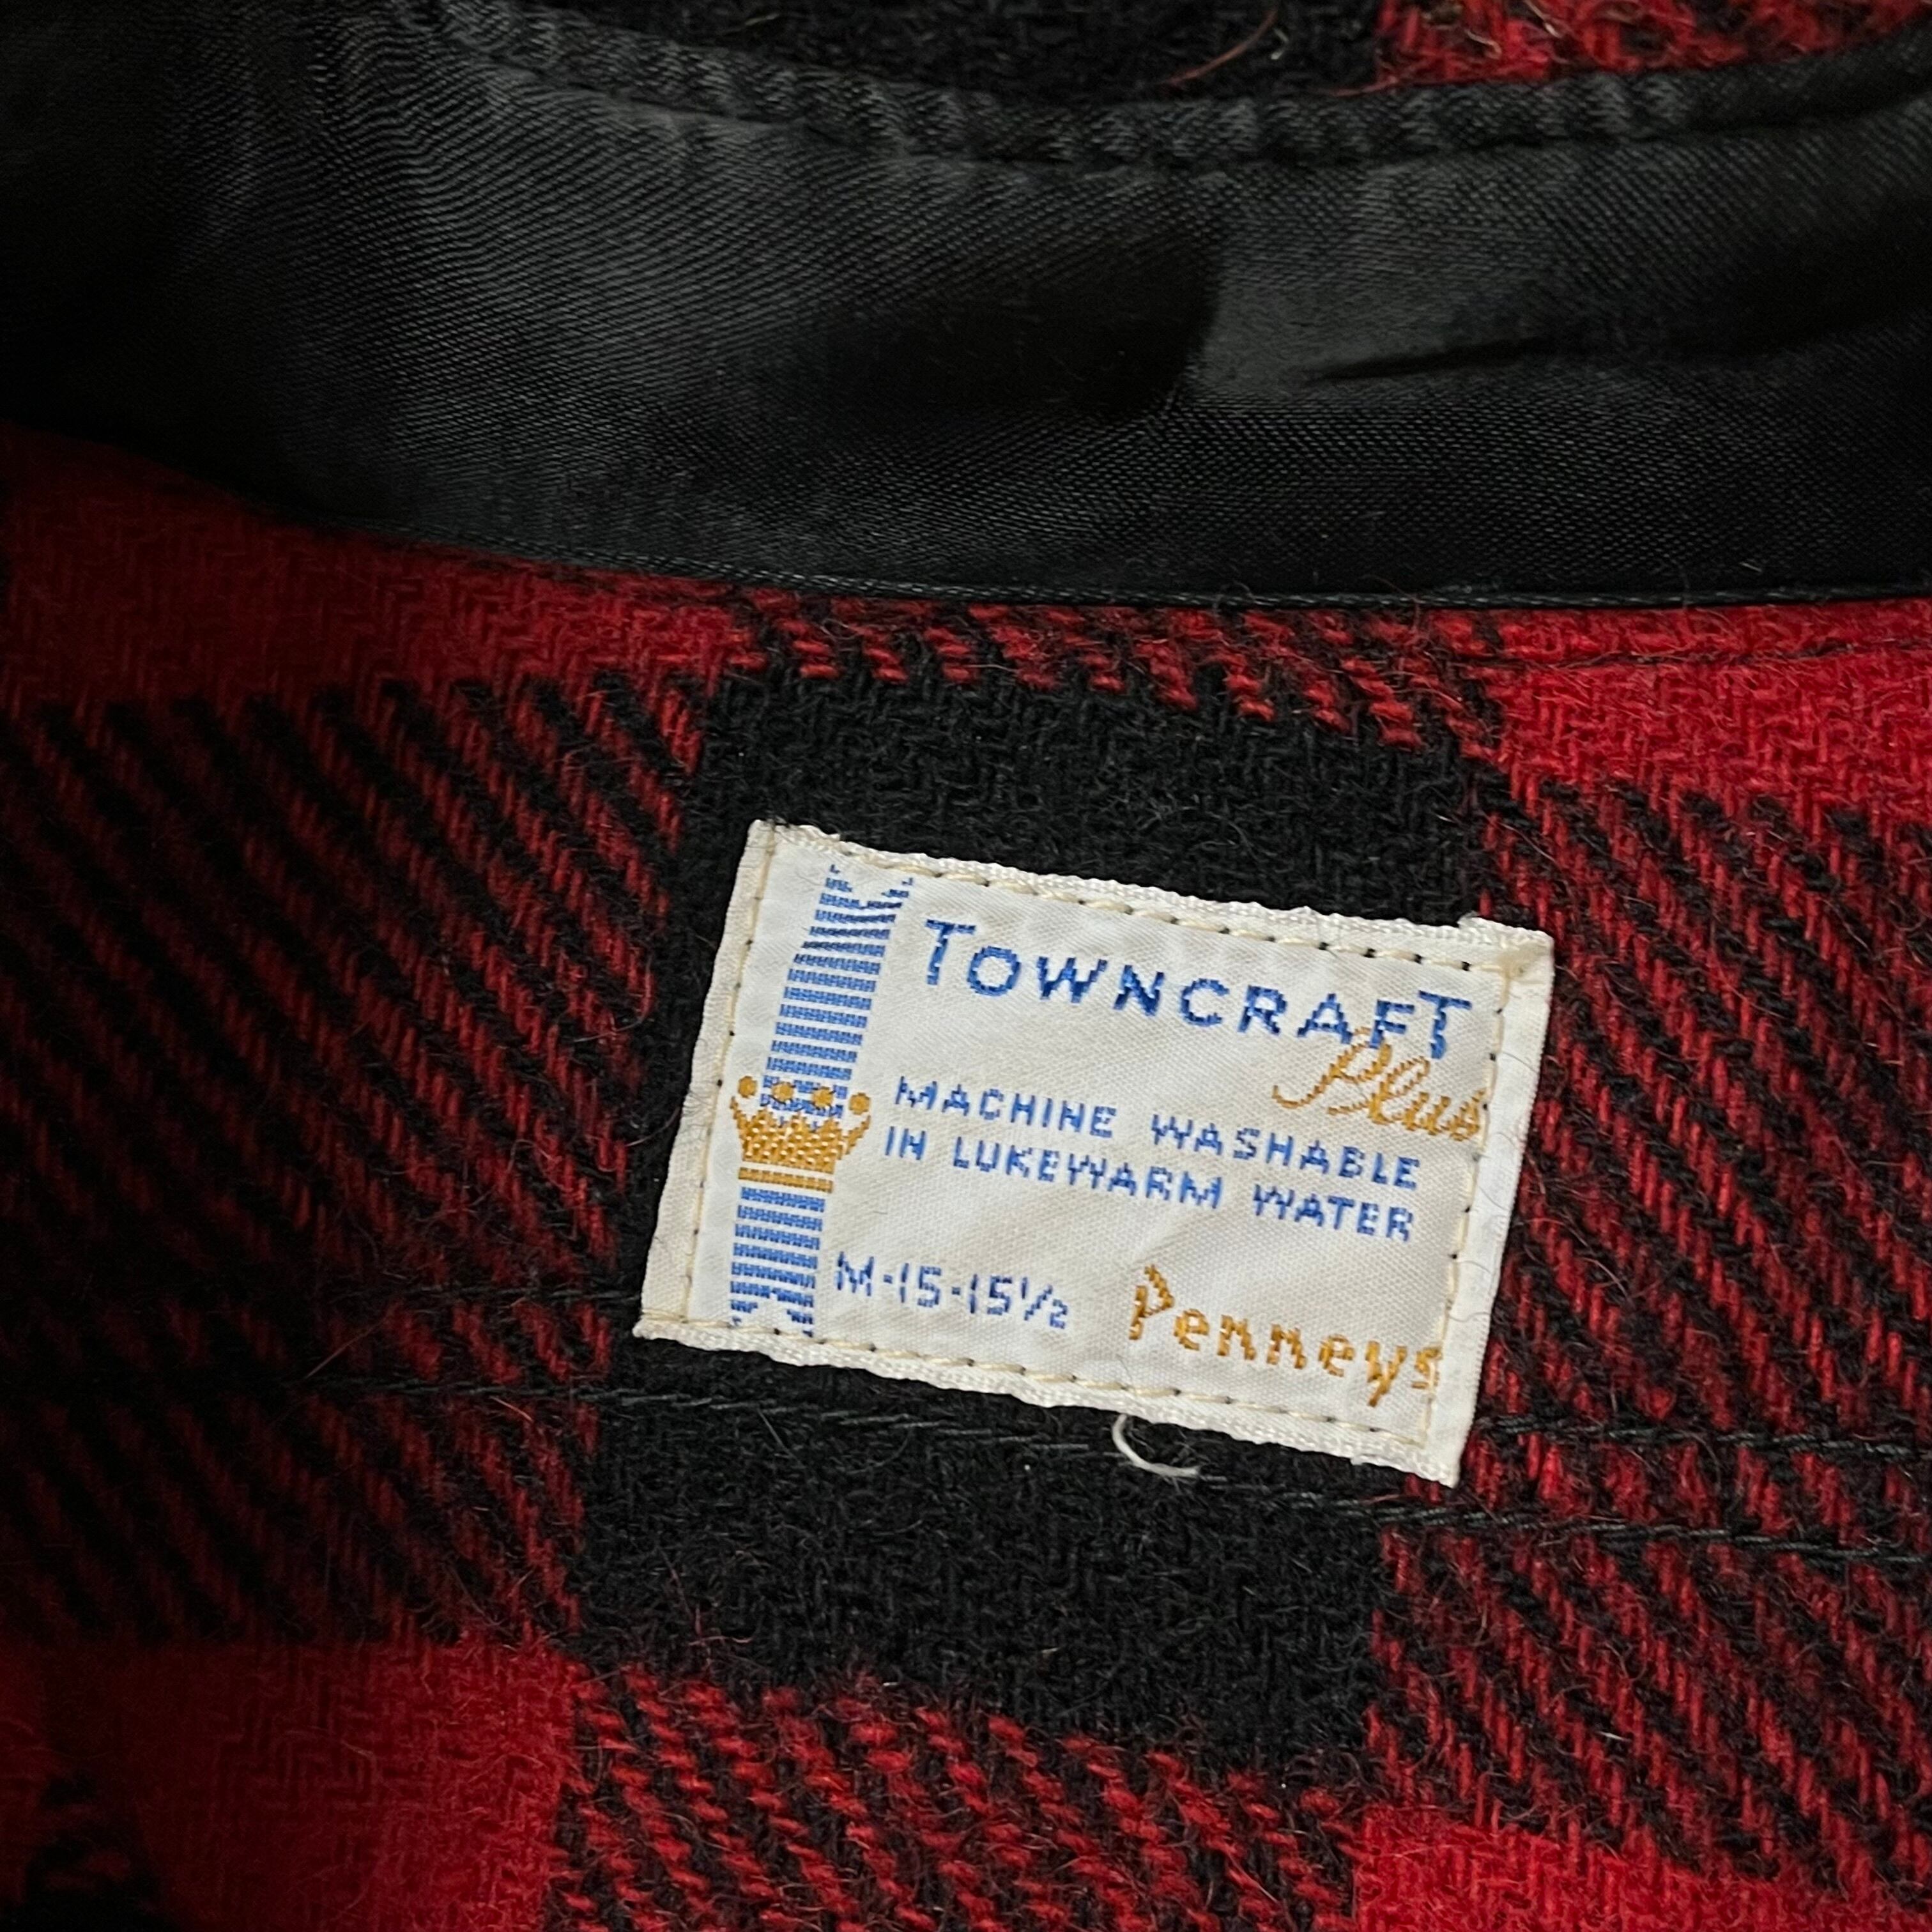 TOWNCRAFT
Plus
MACHINE WASHABLE
IN LUKEWARM WATER
M-15-15½
Penneys